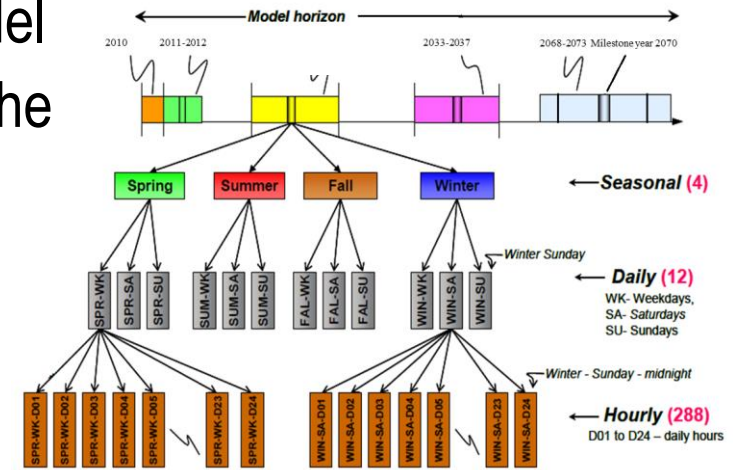 del
he
Model horizon
2010
2011-2012
2033-2037
2068-2073 Milestone year 2070
Spring
Summer
Fall
Winter
Seasonal (4)
Winter Sunday
SPR-WK
SPR-SA
SPR-SU
SUM-WK
SUM-SA
SUM-SU
FAL-WK
FAL-SA
FAL-SU
WIN-WK
WIN-SA
WIN-SU
Daily (12)
WK- Weekdays,
SA- Saturdays
SU- Sundays
Winter - Sunday - midnight
SPR-WK-D01
SPR-WK-D02
SPR-WK-D03
SPR-WK-D04
SPR-WK-D05
SPR-WK-D23
SPR-WK-D24
WIN-SA-D01
WIN-SA-D02
WIN-SA-D03
WIN-SA-D04
WIN-SA-D05
WIN-SA-D23
WIN-SA-D24
Hourly (288)
D01 to D24 – daily hours